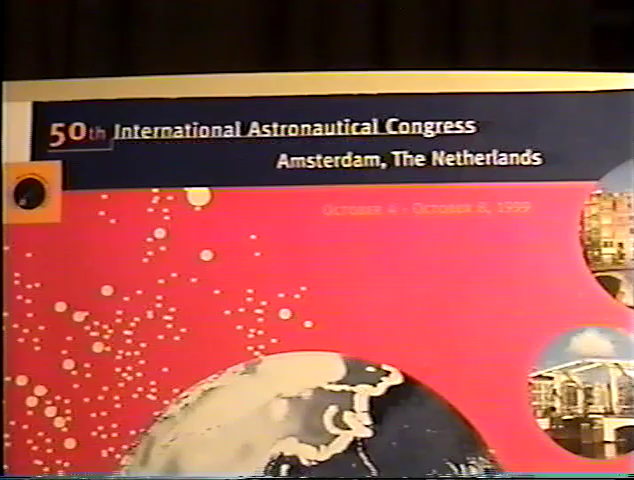 50th International Astronautical Congress
Amsterdam, The Netherlands
October 4 - October 8, 1999